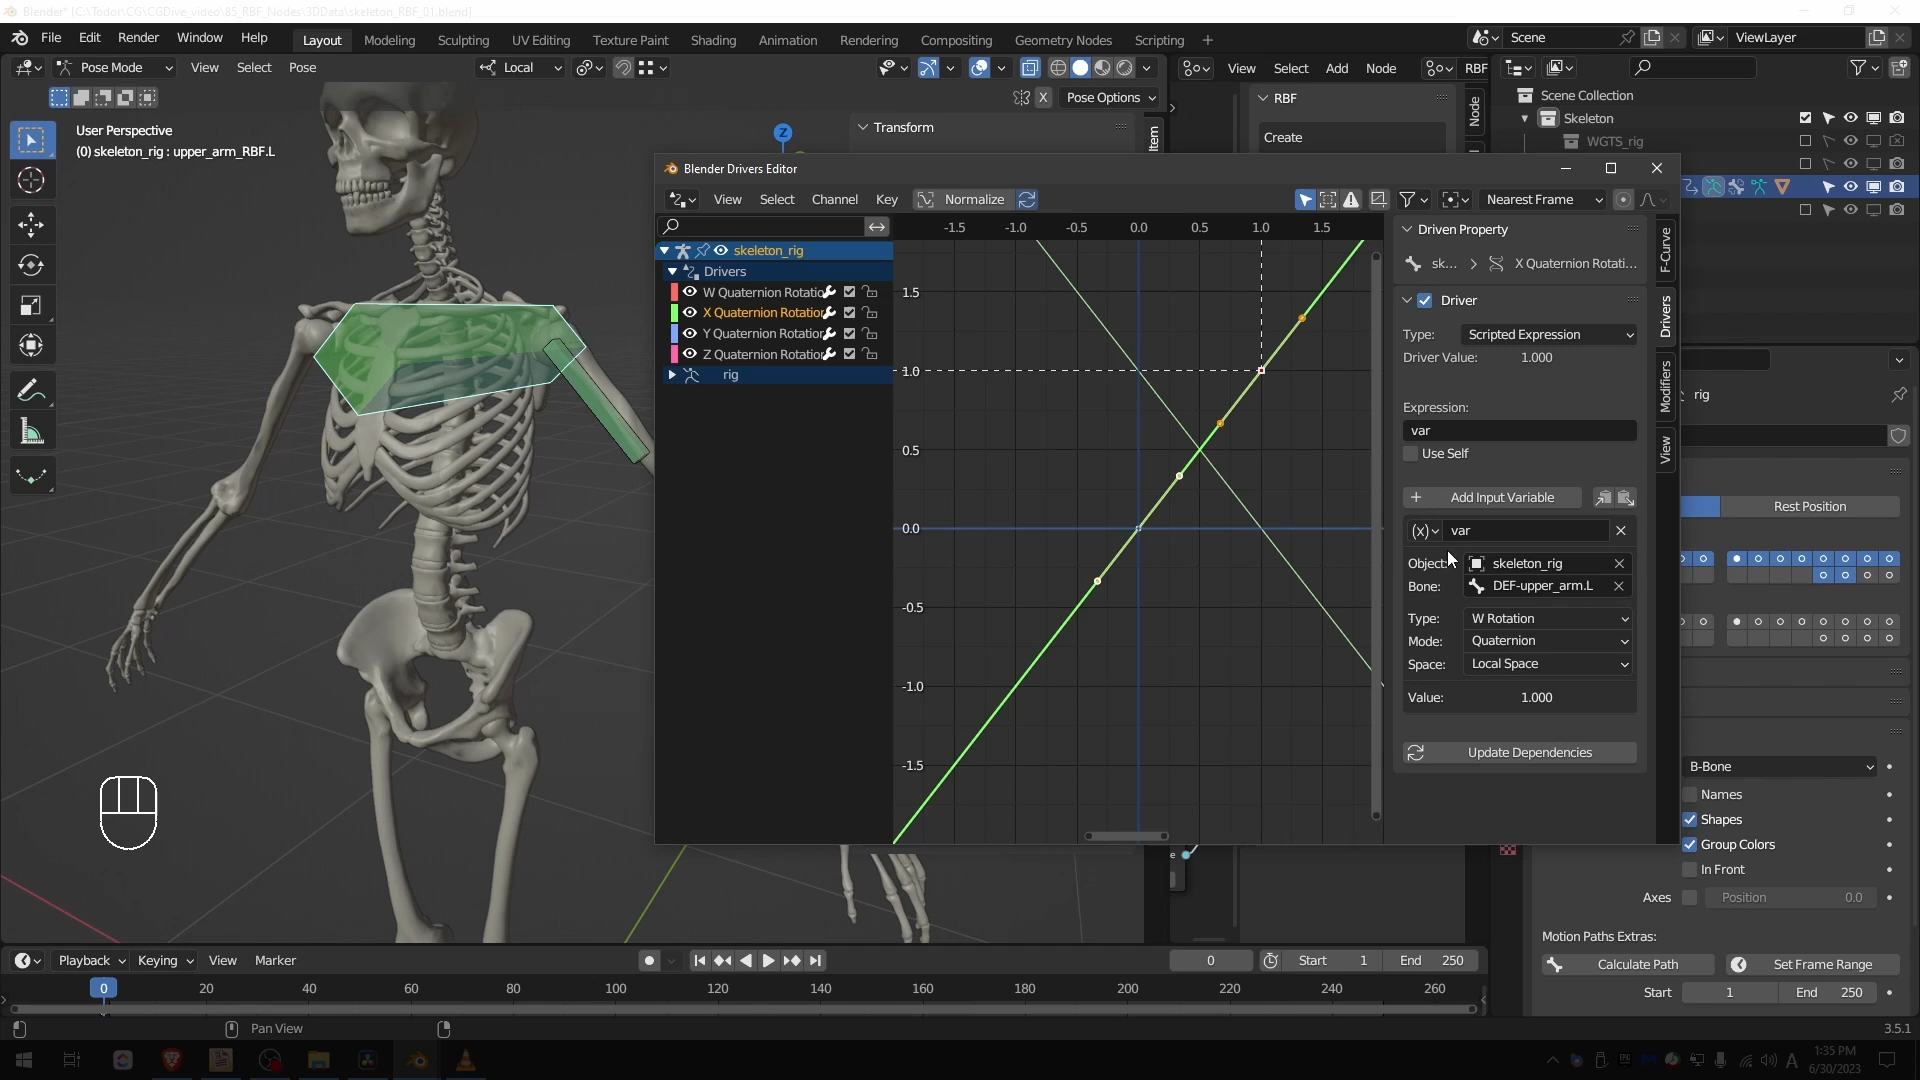 Blender* [C:\Todor\CG\CGDive_video\85_RBF_Nodes\3DData\skeleton_RBF_01.blend]
File Edit Render Window Help Layout Modeling Sculpting UV Editing Texture Paint Shading Animation Rendering Compositing Geometry Nodes Scripting + Scene ViewLayer
Pose Mode View Select Pose Local View Select Add Node RBF
X Pose Options
RBF
Node
Scene Collection
Skeleton
WGTS_rig
User Perspective
(0) skeleton_rig : upper_arm_RBF.L
Z
Transform
Item
Create
Blender Drivers Editor
View Select Channel Key Normalize Nearest Frame
-1.5 -1.0 -0.5 0.0 0.5 1.0 1.5
skeleton_rig
Drivers
W Quaternion Rotatio
X Quaternion Rotation
Y Quaternion Rotation
Z Quaternion Rotatio
rig
1.5
1.0
0.5
0.0
-0.5
-1.0
-1.5
Driven Property
sk... X Quaternion Rotati...
Driver
Type: Scripted Expression
Driver Value: 1.000
Expression:
var
Use Self
+ Add Input Variable
(x) var
Object: skeleton_rig
Bone: DEF-upper_arm.L
Type: W Rotation
Mode: Quaternion
Space: Local Space
Value: 1.000
Update Dependencies
F-Curve
Drivers
Modifiers
View
rig
Rest Position
B-Bone
Names
Shapes
Group Colors
In Front
Axes Position 0.0
Motion Paths Extras:
Calculate Path Set Frame Range
Start 1 End 250
Playback Keying View Marker 0 Start 1 End 250
0 20 40 60 80 100 120 140 160 180 200 220 240 260
Pan View
3.5.1
A 1:35 PM
6/30/2023